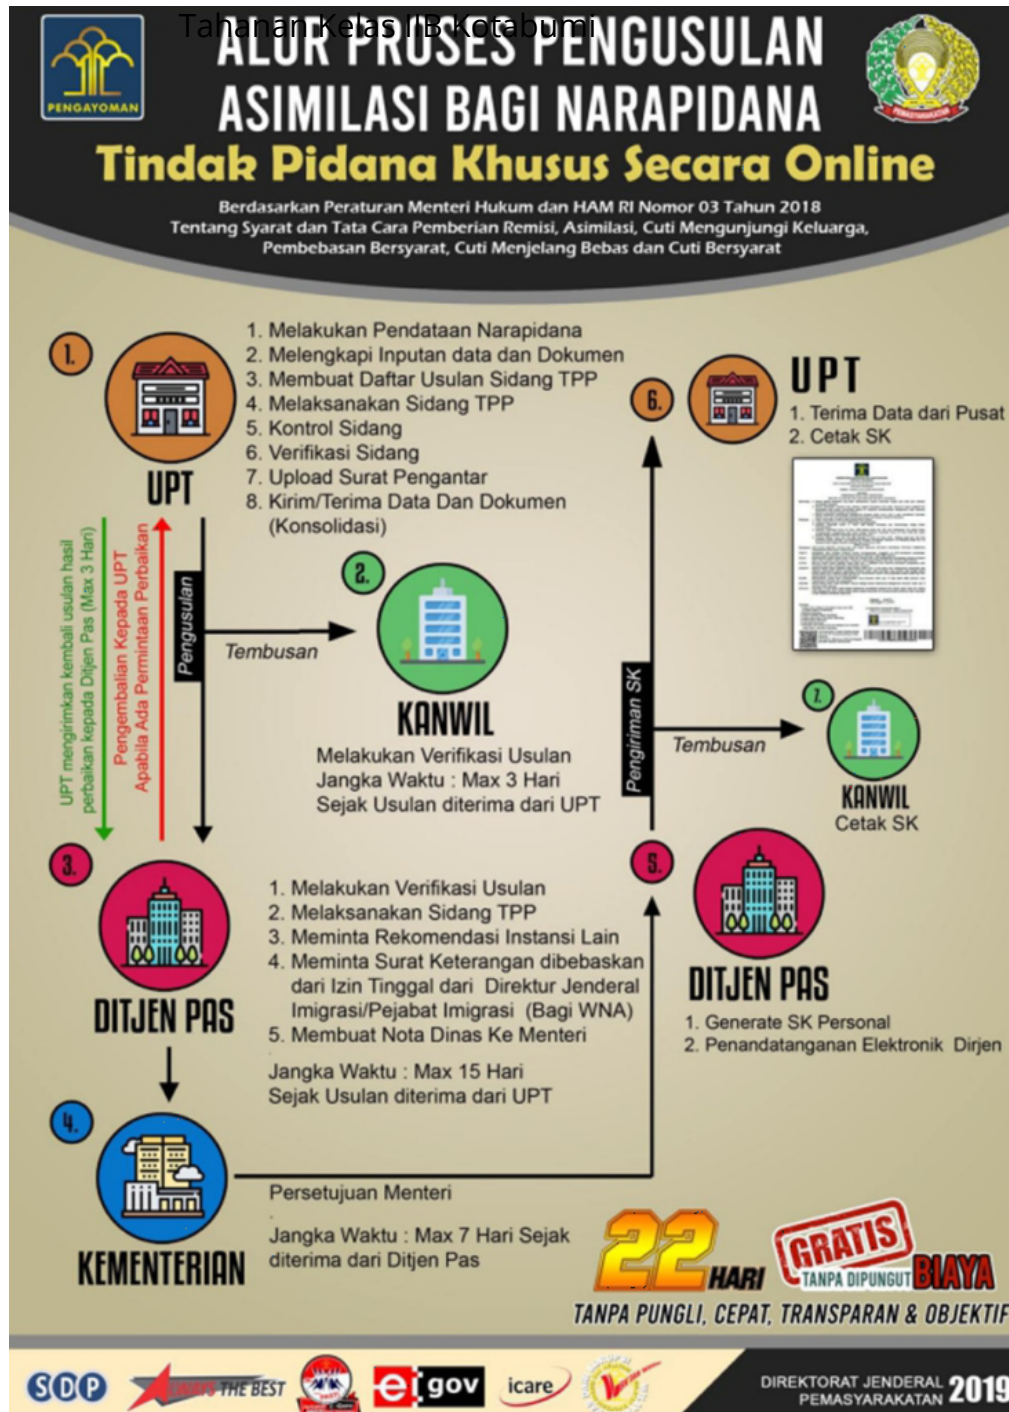 Tahanan Kelas IIB Kotabumi
ALUR PROSES PENGUSULAN
ASIMILASI BAGI NARAPIDANA
Tindak Pidana Khusus Secara Online
PENGAYOMAN
PEMASYARAKATAN
Berdasarkan Peraturan Menteri Hukum dan HAM RI Nomor 03 Tahun 2018
Tentang Syarat dan Tata Cara Pemberian Remisi, Asimilasi, Cuti Mengunjungi Keluarga,
Pembebasan Bersyarat, Cuti Menjelang Bebas dan Cuti Bersyarat
1.
UPT
1. Melakukan Pendataan Narapidana
2. Melengkapi Inputan data dan Dokumen
3. Membuat Daftar Usulan Sidang TPP
4. Melaksanakan Sidang TPP
5. Kontrol Sidang
6. Verifikasi Sidang
7. Upload Surat Pengantar
8. Kirim/Terima Data Dan Dokumen
(Konsolidasi)
6.
UPT
1. Terima Data dari Pusat
2. Cetak SK
UPT mengirimkan kembali usulan hasil
perbaikan kepada Ditjen Pas (Max 3 Hari)
Pengembalian Kepada UPT
Apabila Ada Permintaan Perbaikan
Pengusulan
Tembusan
2.
KANWIL
Melakukan Verifikasi Usulan
Jangka Waktu : Max 3 Hari
Sejak Usulan diterima dari UPT
Pengiriman SK
Tembusan
7.
KANWIL
Cetak SK
3.
DITJEN PAS
1. Melakukan Verifikasi Usulan
2. Melaksanakan Sidang TPP
3. Meminta Rekomendasi Instansi Lain
4. Meminta Surat Keterangan dibebaskan
dari Izin Tinggal dari Direktur Jenderal
Imigrasi/Pejabat Imigrasi (Bagi WNA)
5. Membuat Nota Dinas Ke Menteri
Jangka Waktu : Max 15 Hari
Sejak Usulan diterima dari UPT
5.
DITJEN PAS
1. Generate SK Personal
2. Penandatanganan Elektronik Dirjen
4.
KEMENTERIAN
Persetujuan Menteri
Jangka Waktu : Max 7 Hari Sejak
diterima dari Ditjen Pas
22 HARI
GRATIS
TANPA DIPUNGUT BIAYA
TANPA PUNGLI, CEPAT, TRANSPARAN & OBJEKTIF
SDP
ALWAYS THE BEST
e gov
icare
DIREKTORAT JENDERAL
PEMASYARAKATAN 2019